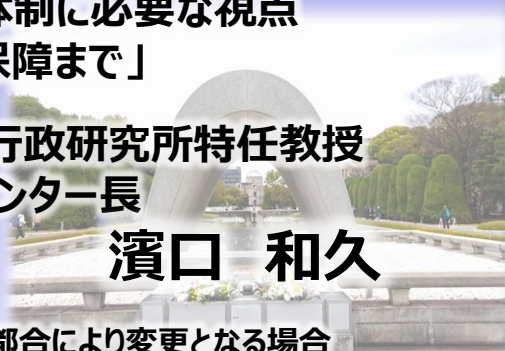 体制に必要な視点
保障まで」
行政研究所特任教授
ンター長
濱口 和久
都合により変更となる場合